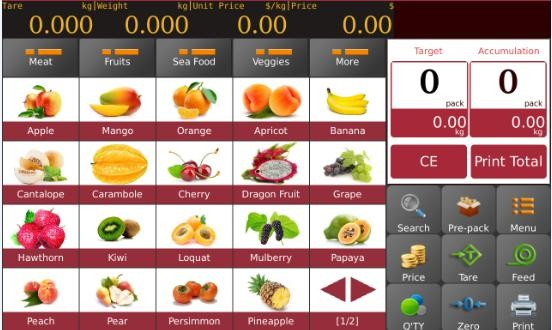 Tare kg|Weight kg|Unit Price $/kg|Price $
0.000 0.000 0.00 0.00
Meat Fruits Sea Food Veggies More
Target Accumulation
0 0
pack pack
0.00 0.00
kg kg
Apple Mango Orange Apricot Banana
CE Print Total
Cantalope Carambole Cherry Dragon Fruit Grape
Search Pre-pack Menu
Hawthorn Kiwi Loquat Mulberry Papaya
Price Tare Feed
Peach Pear Persimmon Pineapple [1/2]
Q'TY Zero Print